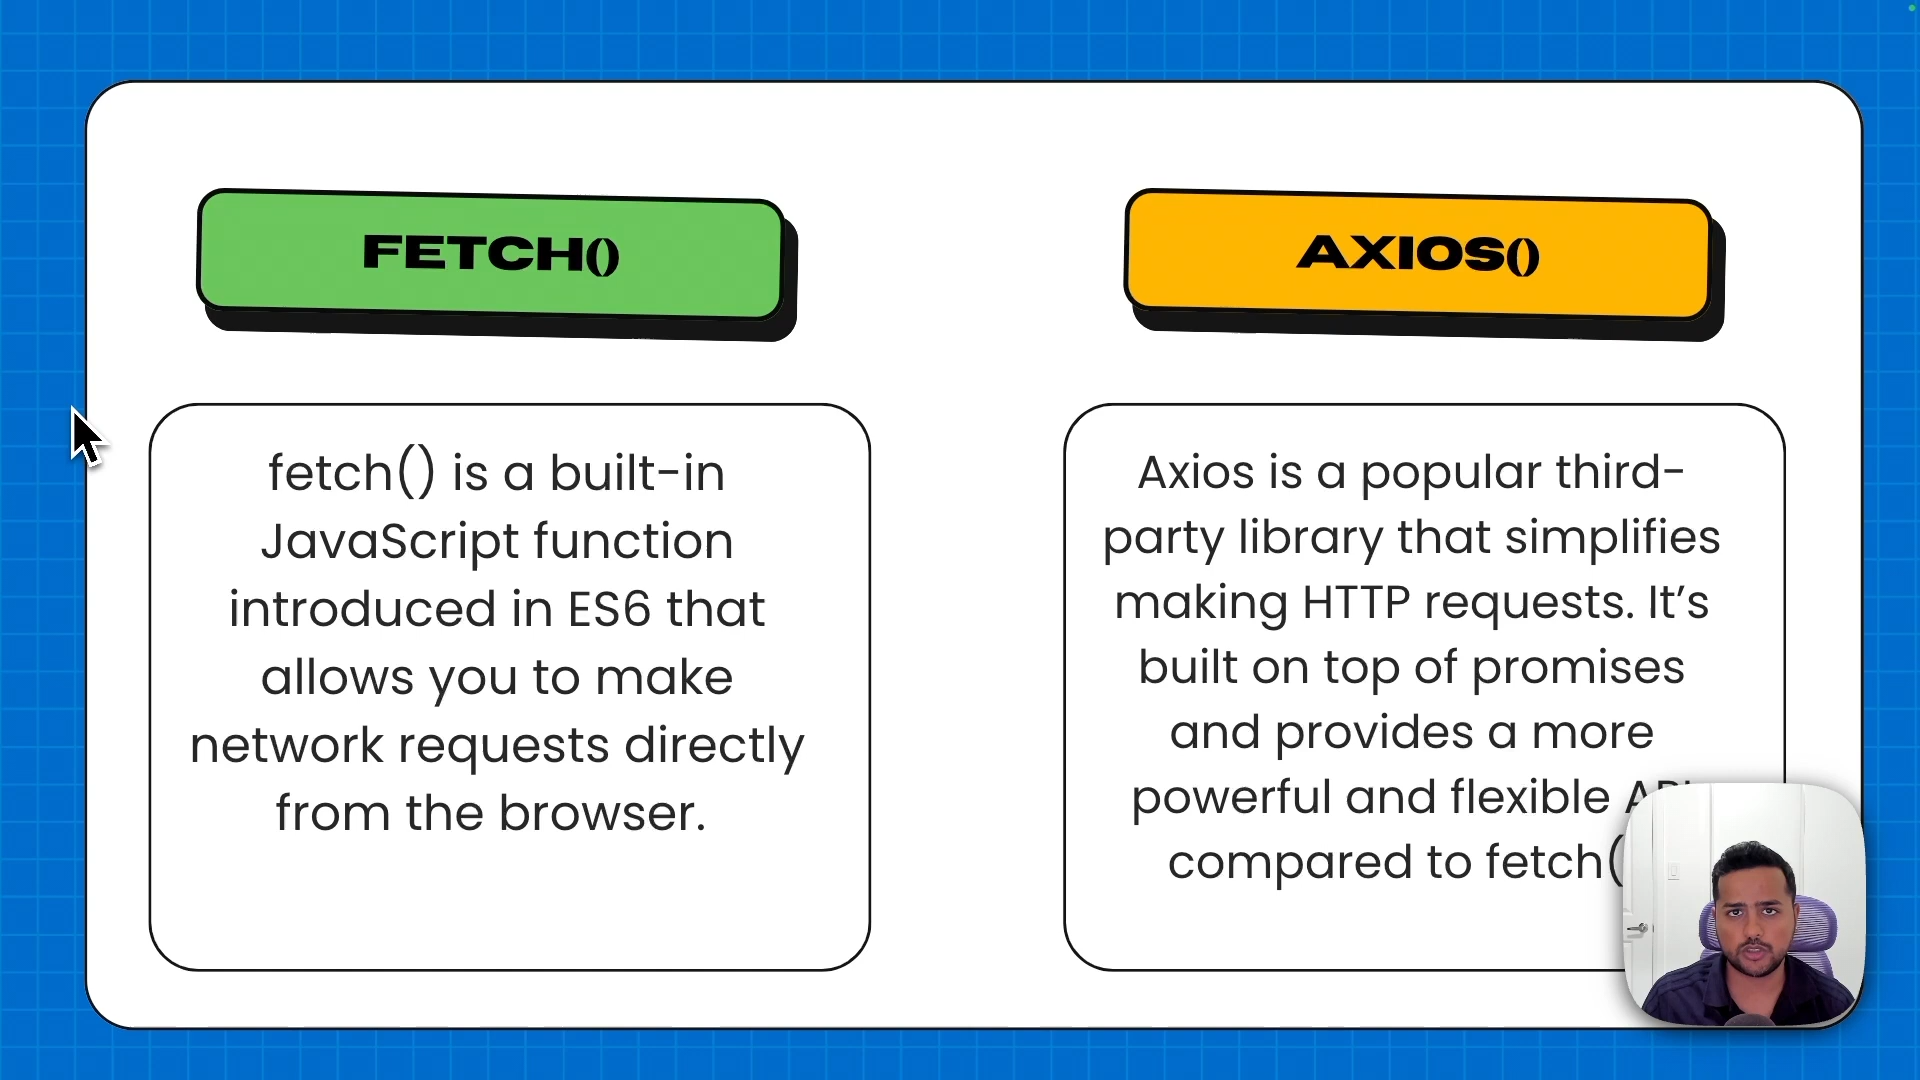 FETCH()
fetch() is a built-in
JavaScript function
introduced in ES6 that
allows you to make
network requests directly
from the browser.
AXIOS()
Axios is a popular third-
party library that simplifies
making HTTP requests. It’s
built on top of promises
and provides a more
powerful and flexible
compared to fetch(